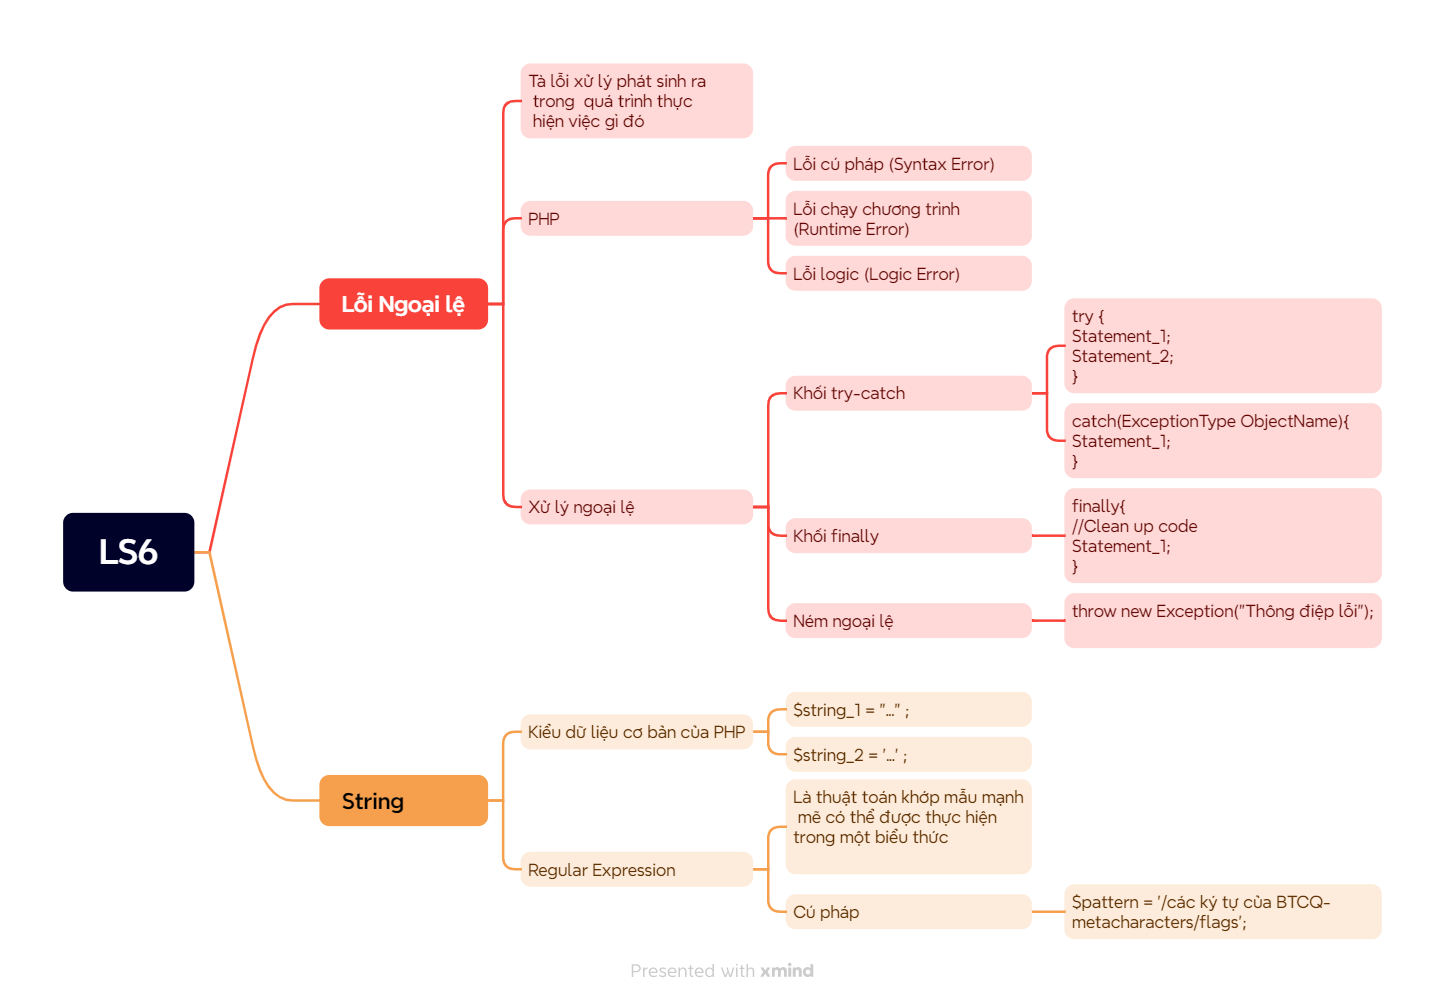 Tà lỗi xử lý phát sinh ra
trong quá trình thực
hiện việc gì đó
PHP
Lỗi cú pháp (Syntax Error)
Lỗi chạy chương trình
(Runtime Error)
Lỗi logic (Logic Error)
Lỗi Ngoại lệ
Xử lý ngoại lệ
Khối try-catch
try {
Statement_1;
Statement_2;
}
catch(ExceptionType ObjectName){
Statement_1;
}
Khối finally
finally{
//Clean up code
Statement_1;
}
Ném ngoại lệ
throw new Exception("Thông điệp lỗi");
LS6
String
Kiểu dữ liệu cơ bản của PHP
$string_1 = "..." ;
$string_2 = '...' ;
Regular Expression
Là thuật toán khớp mẫu mạnh
mẽ có thể được thực hiện
trong một biểu thức
Cú pháp
$pattern = '/các ký tự của BTCQ-
metacharacters/flags';
Presented with xmind